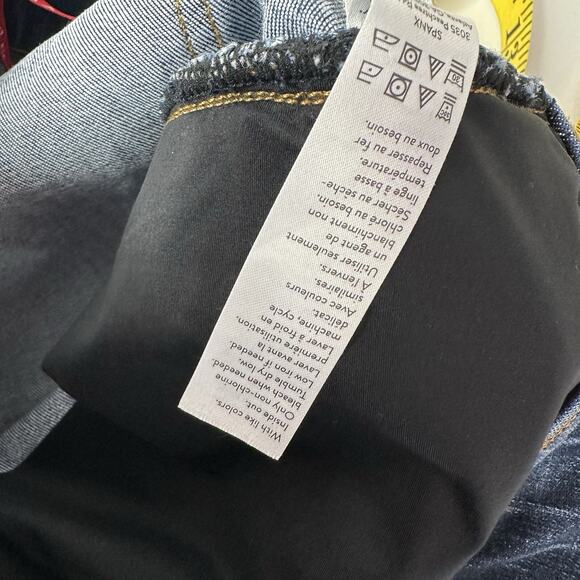 With like colors.
Inside out.
Only non-chlorine
bleach when needed.
Tumble dry low.
Low iron if needed.
Laver avant la
première utilisation.
Laver à froid en
machine, cycle
délicat.
Avec couleurs
similaires.
À l'envers.
Utiliser seulement
un agent de
blanchiment non
chloré au besoin.
Sécher au sèche-
linge à basse
température.
Repasser au fer
doux au besoin.
30
SPANX
3035 Peachtree Rd